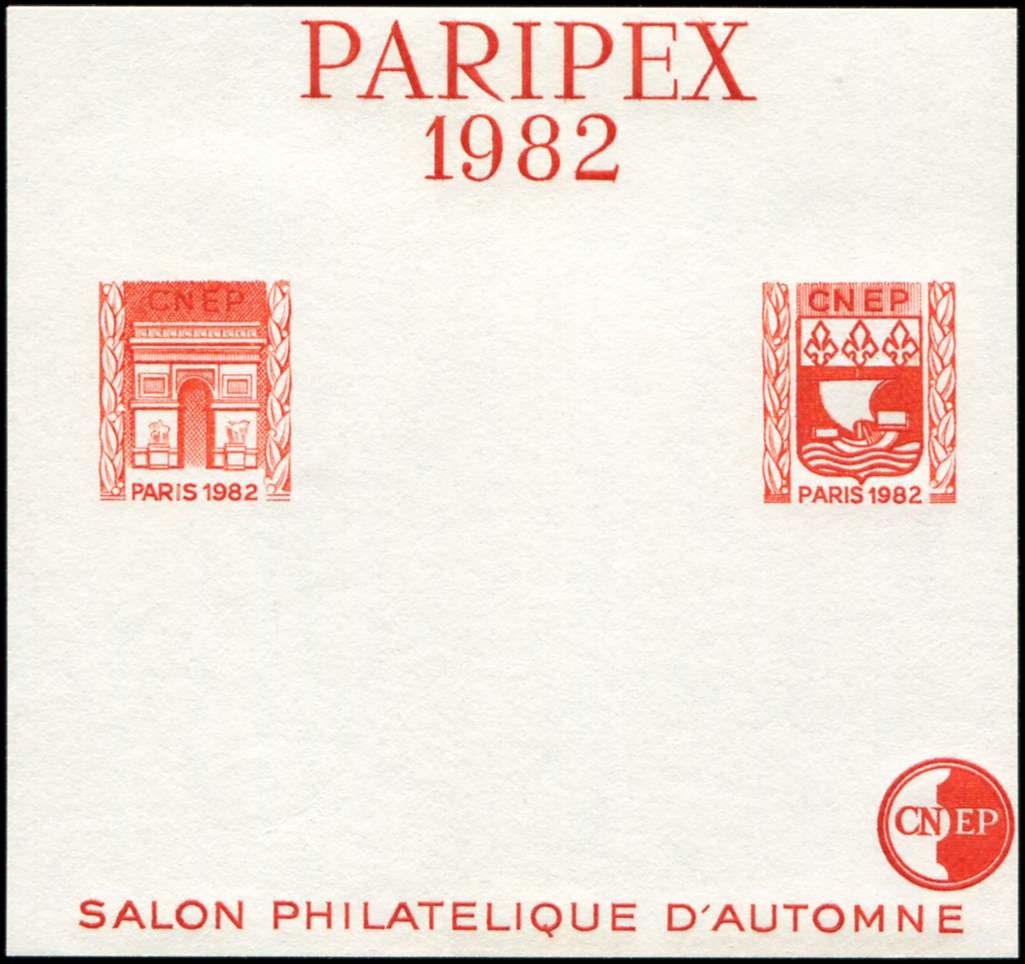 PARIPEX
1982
CNEP
PARIS 1982
CNEP
PARIS 1982
CNEP
SALON PHILATELIQUE D'AUTOMNE